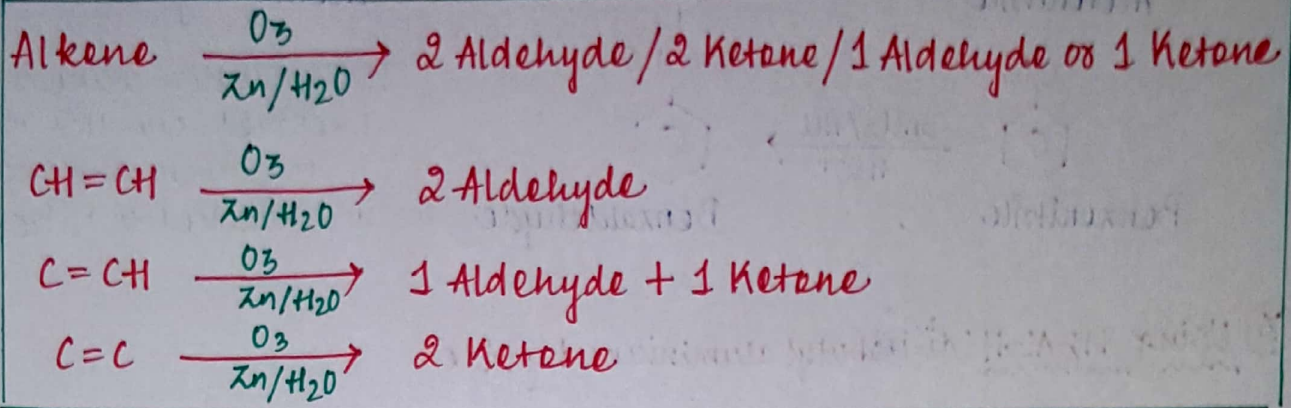 Alkene O3 Zn/H2O → 2 Aldehyde/2 Ketone/1 Aldehyde or 1 Ketone
CH=CH O3 Zn/H2O → 2 Aldehyde
C=CH O3 Zn/H2O → 1 Aldehyde + 1 Ketone
C=C O3 Zn/H2O → 2 Ketone